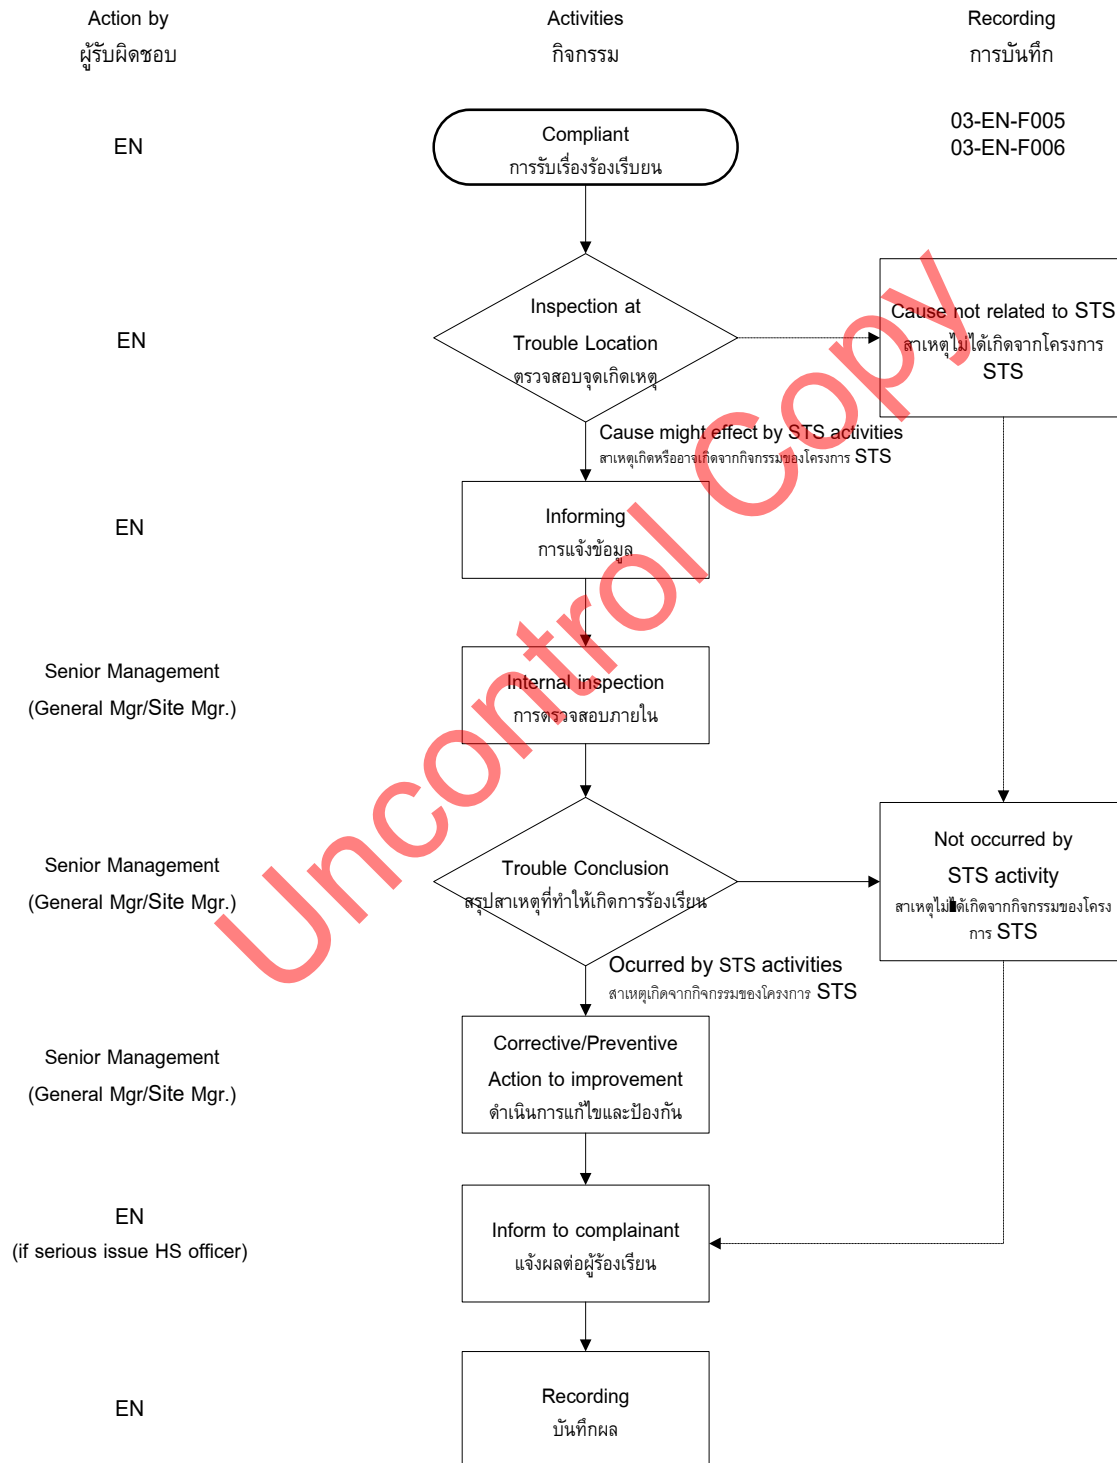 Action by
ผู้รับผิดชอบ
Activities
กิจกรรม
Recording
การบันทึก
EN
Compliant
การรับเรื่องร้องเรีบยน
03-EN-F005
03-EN-F006
EN
Inspection at
Trouble Location
ตรวจสอบจุดเกิดเหตุ
Cause not related to STS
สาเหตุไม่ได้เกิดจากโครงการ
STS
Cause might effect by STS activities
สาเหตุเกิดหรืออาจเกิดจากกิจกรรมของโครงการ STS
EN
Informing
การแจ้งข้อมูล
Senior Management
(General Mgr/Site Mgr.)
Internal inspection
การตรวจสอบภายใน
Senior Management
(General Mgr/Site Mgr.)
Trouble Conclusion
สรุปสาเหตุที่ทำให้เกิดการร้องเรียน
Not occurred by
STS activity
สาเหตุไม่ได้เกิดจากกิจกรรมของโครง
การ STS
Ocurred by STS activities
สาเหตุเกิดจากกิจกรรมของโครงการ STS
Senior Management
(General Mgr/Site Mgr.)
Corrective/Preventive
Action to improvement
ดำเนินการแก้ไขและป้องกัน
EN
(if serious issue HS officer)
Inform to complainant
แจ้งผลต่อผู้ร้องเรียน
EN
Recording
บันทึกผล
Uncontrol Copy